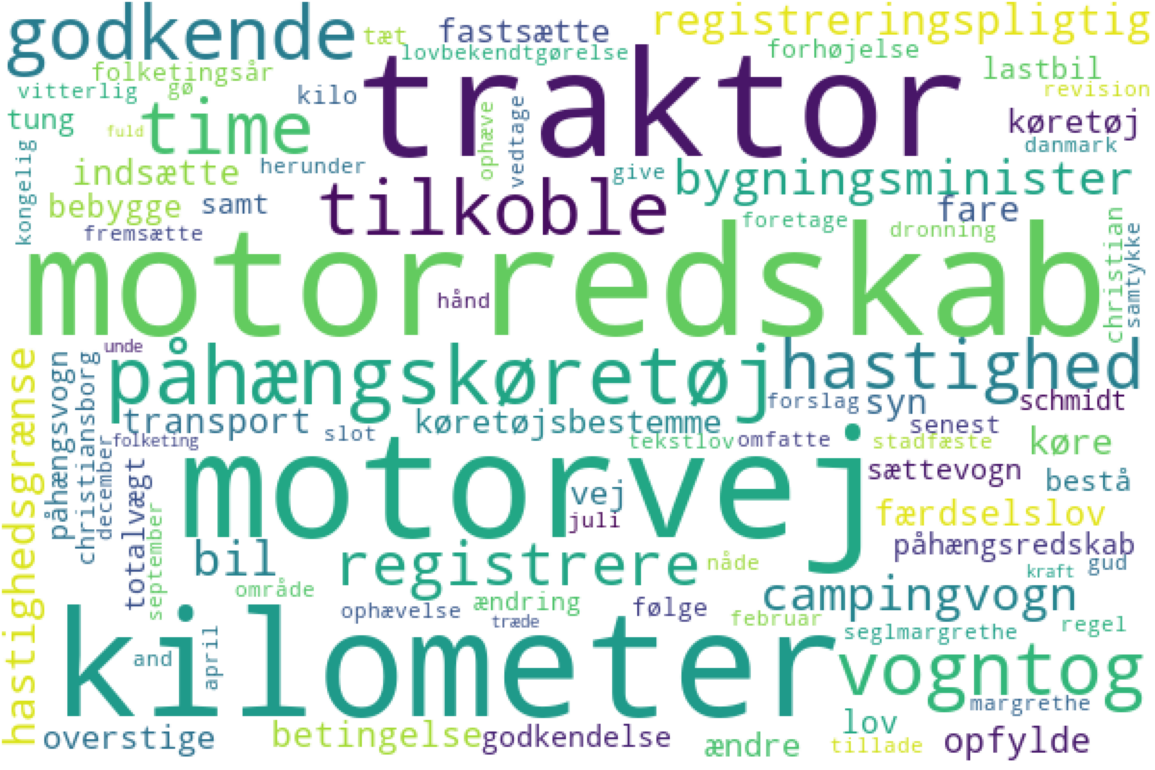 godkende
tæt
fastsætte
registreringspligtig
lovbekendtgørelse
forhøjelse
folketingsår
traktor
lastbil
vitterlig
gø
kilo
revision
tung
fuld
time
ophæve
vedtage
køretøj
danmark
kongelig
indsætte
herunder
give
bygningsminister
bebygge
samt
tilkoble
foretage
fare
fremsætte
dronning
christian
samtykke
motorredskab
hånd
unde
hastighedsgrænse
påhængsvogn
christiansborg
december
påhængskøretøj
hastighed
forslag
syn
schmidt
transport
køretøjsbestemme
folketing
slot
tekstlov
omfatte
stadfæste
senest
køre
totalvægt
motorvej
vej
juli
sættevogn
bestå
færdselslov
september
bil
registrere
nåde
påhængsredskab
gud
kraft
område
ophævelse
ændring
træde
følge
campingvogn
februar
seglmargrethe
regel
kilometer
and
april
vogntog
margrethe
overstige
betingelse
godkendelse
ændre
lov
tillade
opfylde